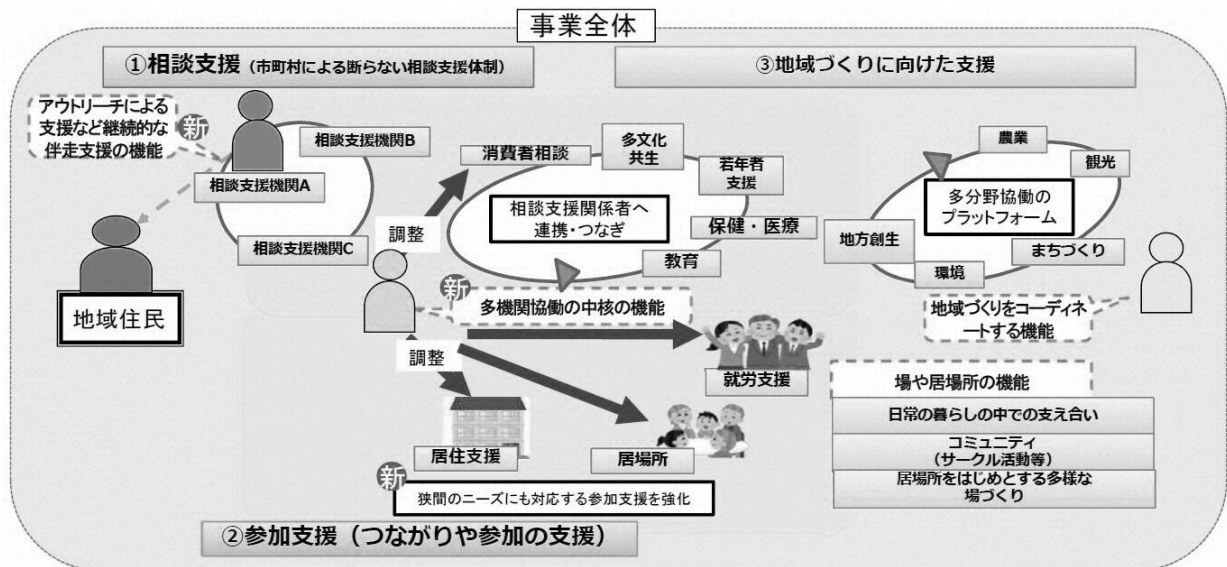 事業全体
①相談支援（市町村による断らない相談支援体制）
③地域づくりに向けた支援
アウトリーチによる
支援など継続的な
伴走支援の機能
新
相談支援機関B
相談支援機関A
相談支援機関C
地域住民
消費者相談
多文化
共生
若年者
支援
保健・医療
教育
相談支援関係者へ
連携・つなぎ
調整
新
多機関協働の中核の機能
調整
就労支援
居住支援
居場所
新
狭間のニーズにも対応する参加支援を強化
②参加支援（つながりや参加の支援）
農業
観光
多分野協働の
プラットフォーム
地方創生
まちづくり
環境
地域づくりをコーディネ
ートする機能
場や居場所の機能
日常の暮らしの中での支え合い
コミュニティ
（サークル活動等）
居場所をはじめとする多様な
場づくり